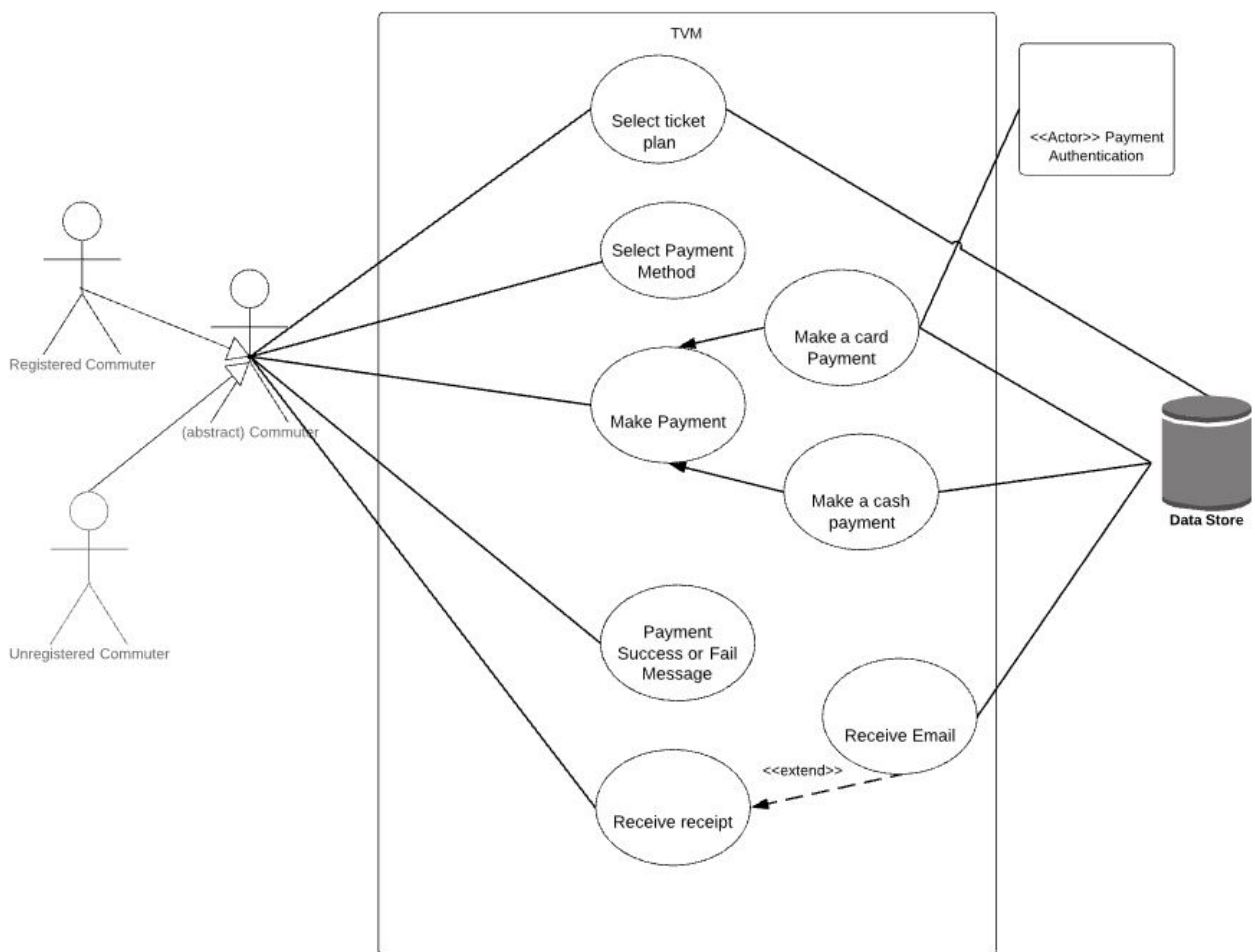 TVM
Select ticket
plan
<<Actor>> Payment
Authentication
Select Payment
Method
Make a card
Payment
Registered Commuter
(abstract) Commuter
Make Payment
Make a cash
payment
Data Store
Unregistered Commuter
Payment
Success or Fail
Message
Receive Email
<<extend>>
Receive receipt